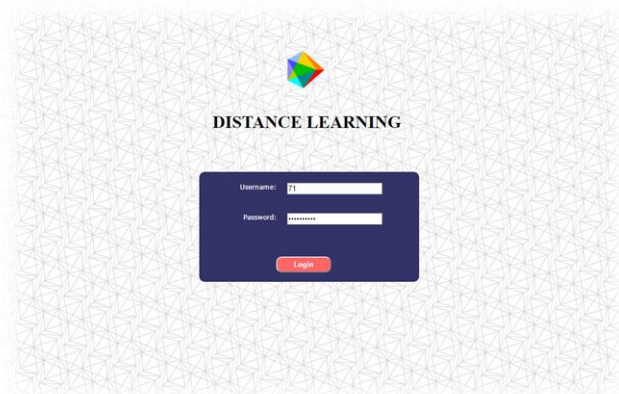 DISTANCE LEARNING
Username: 71
Password: ••••••••••
Login